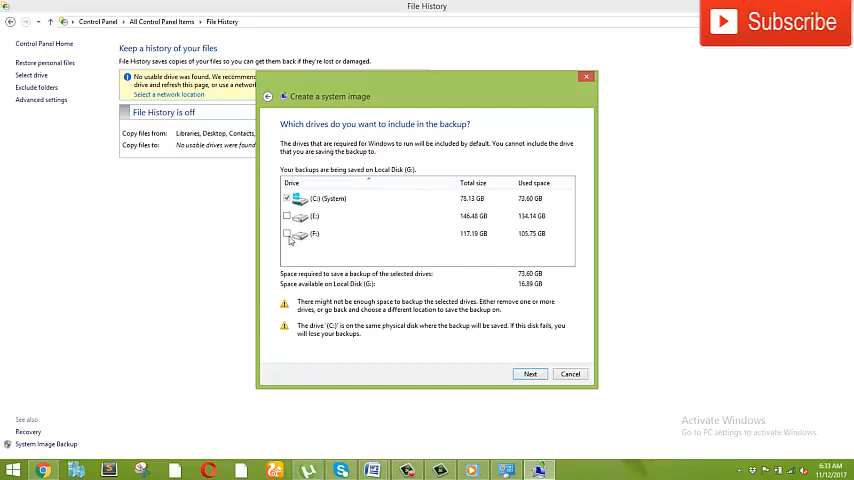 File History
Subscribe
Control Panel
All Control Panel Items
File History
Control Panel Home
Restore personal files
Select drive
Exclude folders
Advanced settings
Keep a history of your files
File History saves copies of your files so you can get them back if they're lost or damaged.
No usable drive was found. We recommend
drive and refresh this page, or use a network
Select a network location
File History is off
Copy files from: Libraries, Desktop, Contacts,
Copy files to: No usable drives were found
Create a system image
Which drives do you want to include in the backup?
The drives that are required for Windows to run will be included by default. You cannot include the drive
that you are saving the backup to.
Your backups are being saved on Local Disk (G:).
Drive Total size Used space
(C:) (System) 78.13 GB 73.60 GB
(E:) 146.48 GB 134.14 GB
(F:) 117.19 GB 105.75 GB
Space required to save a backup of the selected drives: 73.60 GB
Space available on Local Disk (G:): 16.89 GB
There might not be enough space to backup the selected drives. Either remove one or more
drives, or go back and choose a different location to save the backup on.
The drive '(C:)' is on the same physical disk where the backup will be saved. If this disk fails, you
will lose your backups.
Next
Cancel
See also
Recovery
System Image Backup
Activate Windows
Go to PC settings to activate Windows.
6:33 AM
11/12/2017